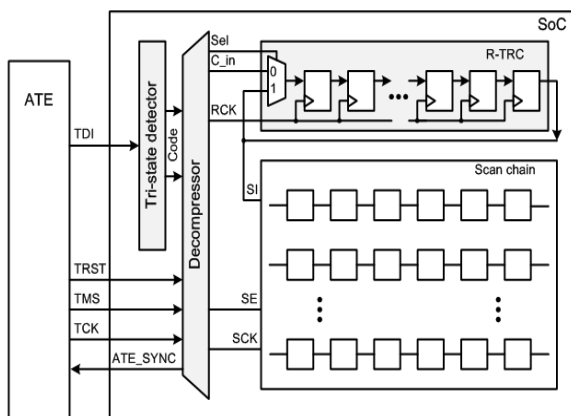 SoC
Sel
C_in
R-TRC
0
1
ATE
RCK
TDI
Tri-state detector
Code
Decompressor
Scan chain
SI
TRST
TMS
SE
TCK
SCK
ATE_SYNC